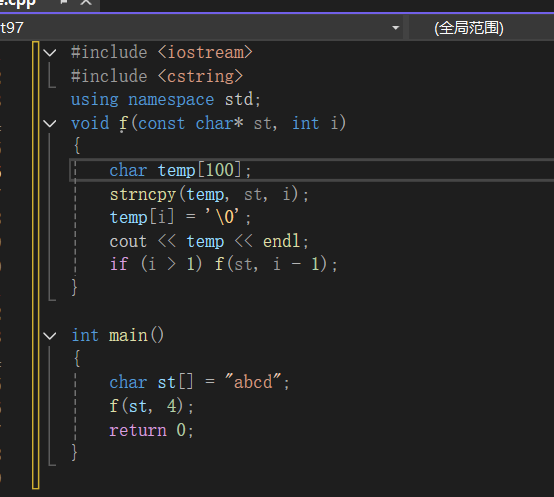 t97 (全局范围)
#include <iostream>
#include <cstring>
using namespace std;
void f(const char* st, int i)
{
char temp[100];
strncpy(temp, st, i);
temp[i] = '\0';
cout << temp << endl;
if (i > 1) f(st, i - 1);
}
int main()
{
char st[] = "abcd";
f(st, 4);
return 0;
}